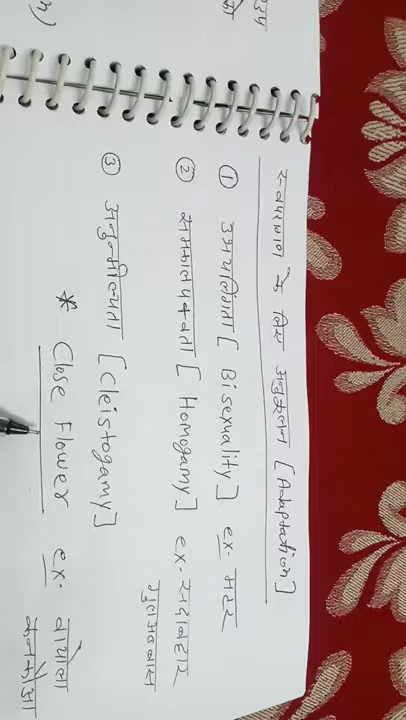 स्वपरागण के लिए अनुकूलन [Adaptation]
① उभयलिंगता [Bisexuality] ex. मटर
② समकालपक्वता [Homogamy] ex - सदाबहार
गुलाबबास
③ अनुन्मील्यता [Cleistogamy]
* Close Flower ex. वायोला
कनकौआ